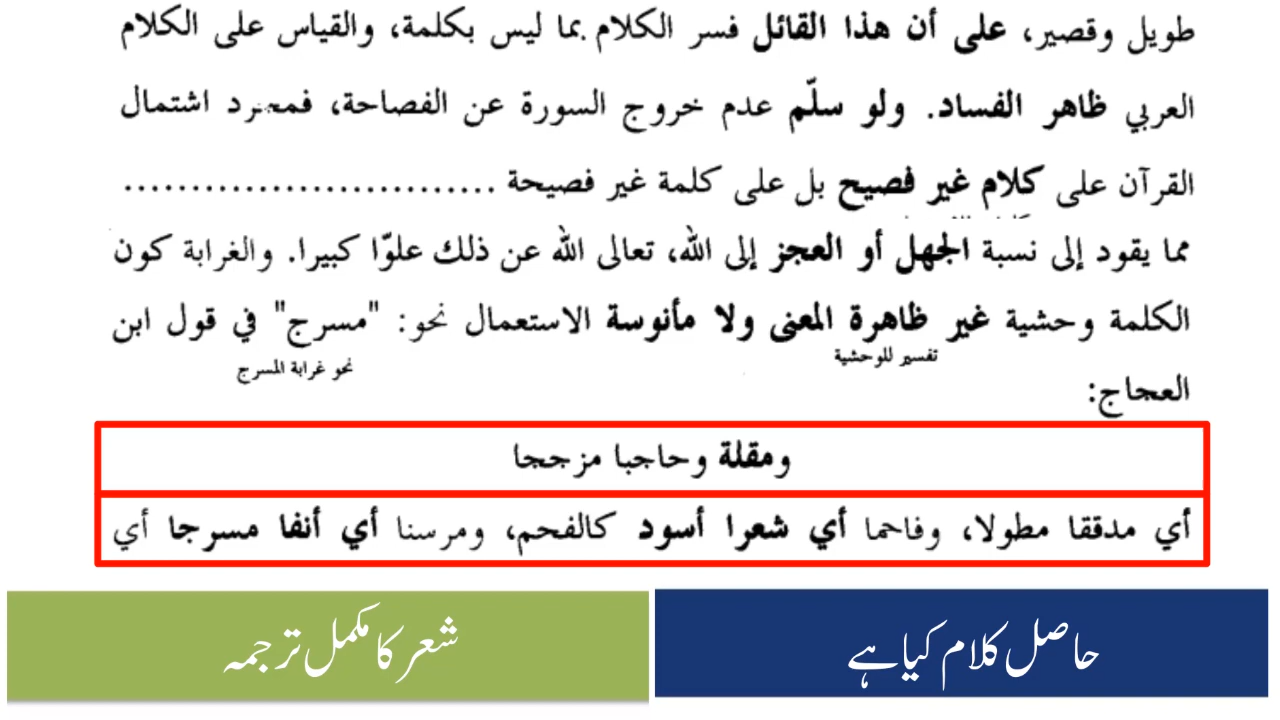 طويل وقصير، على أن هذا القائل فسر الكلام بما ليس بكلمة، والقياس على الكلام
العربي ظاهر الفساد. ولو سلّم عدم خروج السورة عن الفصاحة، فمجرد اشتمال
القرآن على كلام غير فصيح بل على كلمة غير فصيحة ............................
مما يقود إلى نسبة الجهل أو العجز إلى الله، تعالى الله عن ذلك علوّا كبيرا. والغرابة كون
الكلمة وحشية غير ظاهرة المعنى ولا مأنوسة الاستعمال نحو: "مسرج" في قول ابن
تفسير للوحشية
نحو غرابة المسرج
العجاج:
ومقلة وحاجبا مزججا
أي مدققا مطولا، وفاحما أي شعرا أسود كالفحم، ومرسنا أي أنفا مسرجا أي
حاصل کلام کیا ہے
شعر کا مکمل ترجمہ